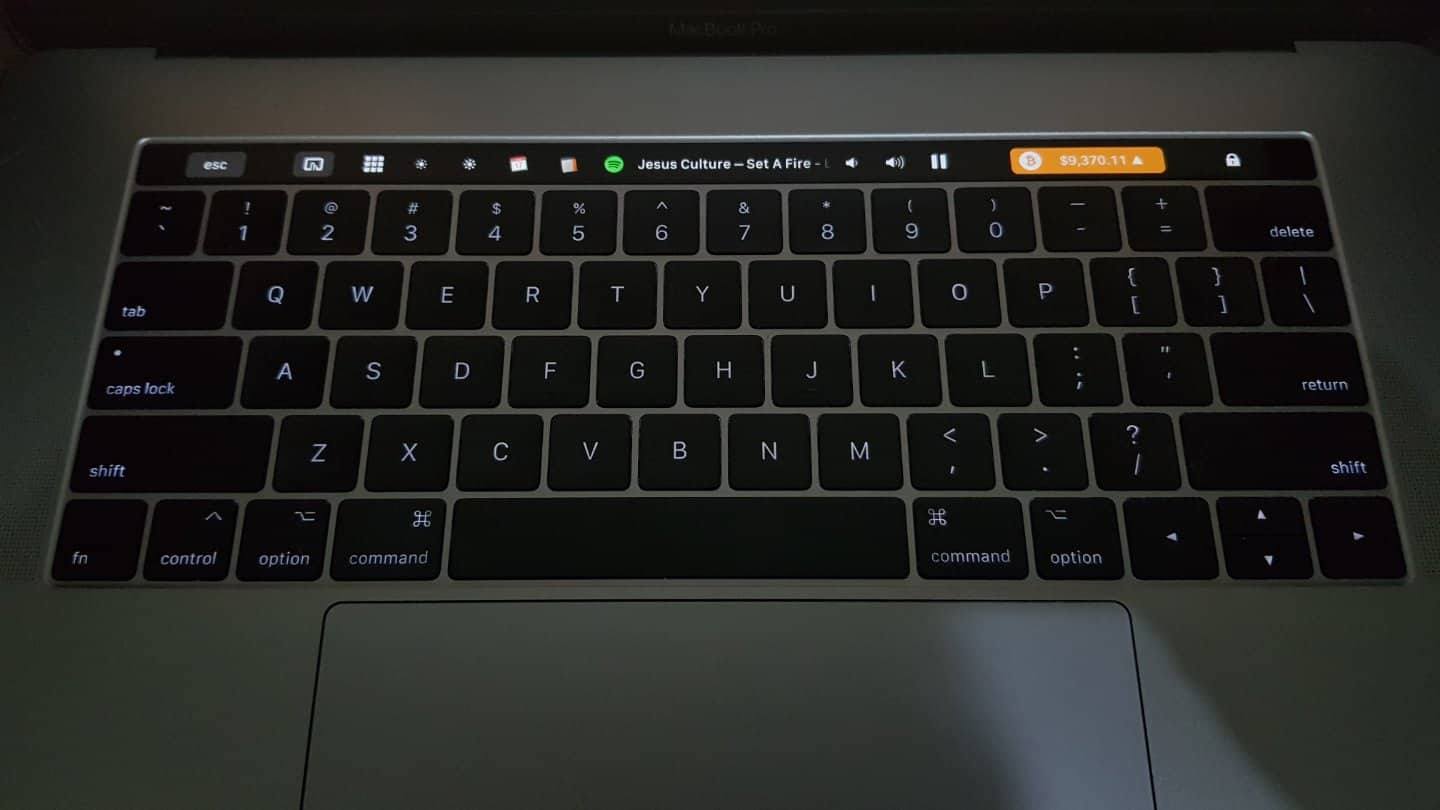 MacBook Pro
esc Jesus Culture – Set A Fire - L $9,370.11 ▲
~ ! @ # $ % ^ & * ( ) — +
` 1 2 3 4 5 6 7 8 9 0 - = delete
tab Q W E R T Y U I O P { [ } ] | \
caps lock A S D F G H J K L : ; " ' return
shift Z X C V B N M < , > . ? / shift
fn control option command command option